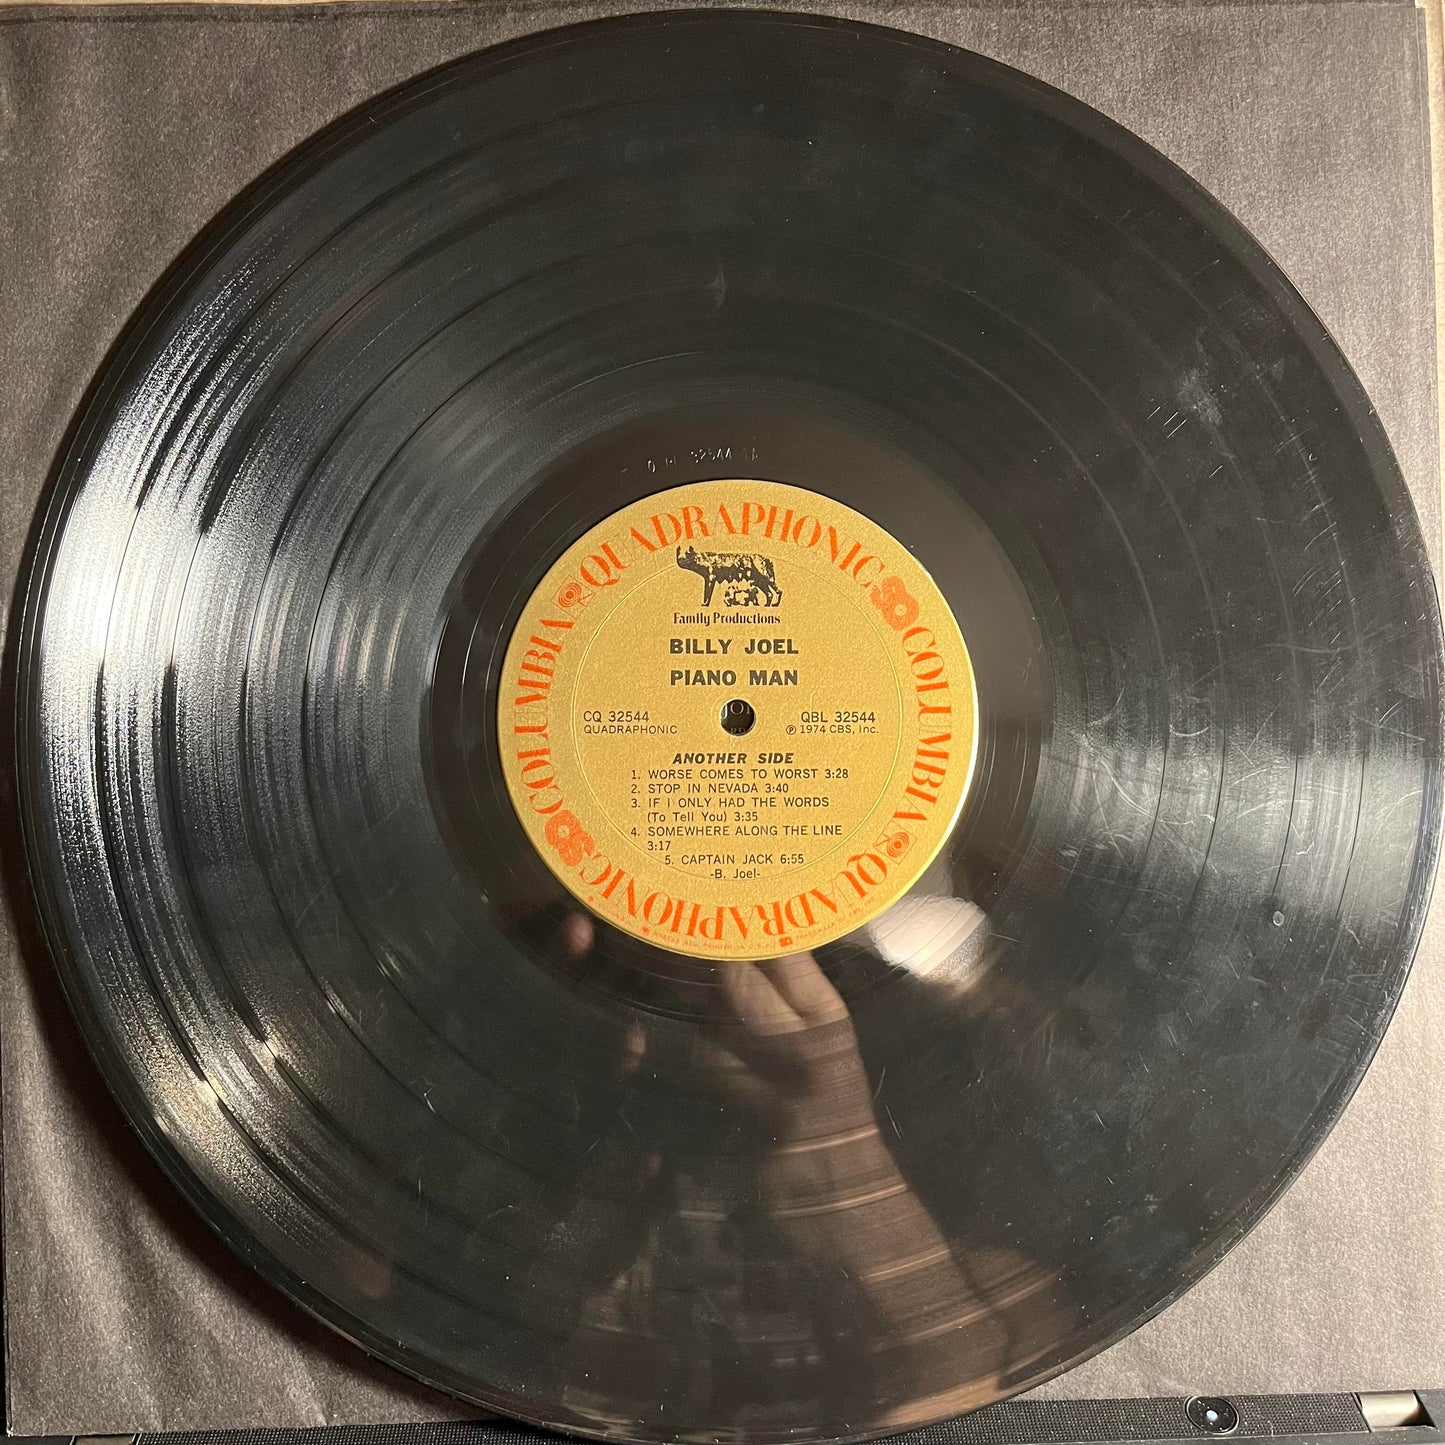 32544 1A
QUADRAPHONIC
COLUMBIA
COLUMBIA
QUADRAPHONIC
Family Productions
BILLY JOEL
PIANO MAN
CQ 32544
QUADRAPHONIC
QBL 32544
℗ 1974 CBS, Inc.
ANOTHER SIDE
1. WORSE COMES TO WORST 3:28
2. STOP IN NEVADA 3:40
3. IF I ONLY HAD THE WORDS
(To Tell You) 3:35
4. SOMEWHERE ALONG THE LINE
3:17
5. CAPTAIN JACK 6:55
-B. Joel-